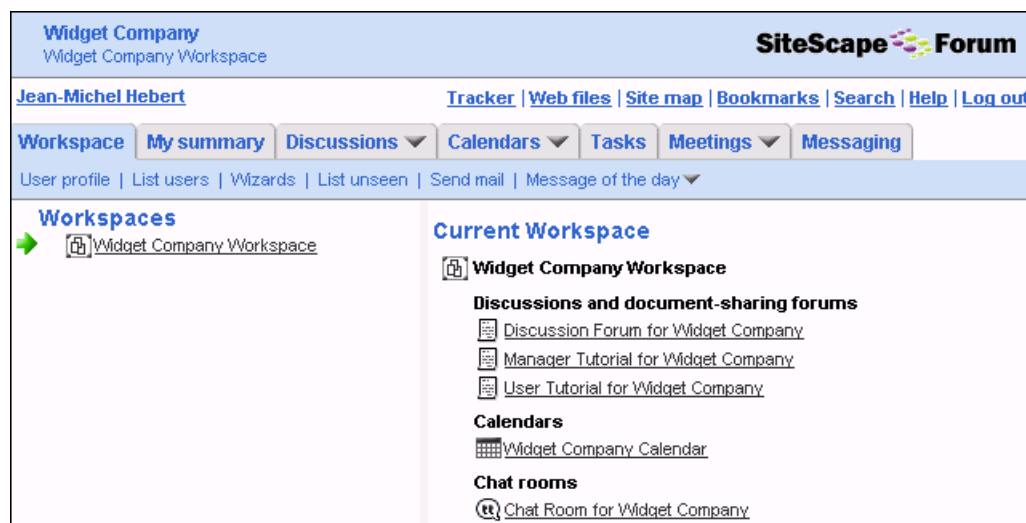 Widget Company
Widget Company Workspace
SiteScape Forum
Jean-Michel Hebert
Tracker | Web files | Site map | Bookmarks | Search | Help | Log out
Workspace My summary Discussions Calendars Tasks Meetings Messaging
User profile | List users | Wizards | List unseen | Send mail | Message of the day
Workspaces
Widget Company Workspace
Current Workspace
Widget Company Workspace
Discussions and document-sharing forums
Discussion Forum for Widget Company
Manager Tutorial for Widget Company
User Tutorial for Widget Company
Calendars
Widget Company Calendar
Chat rooms
Chat Room for Widget Company